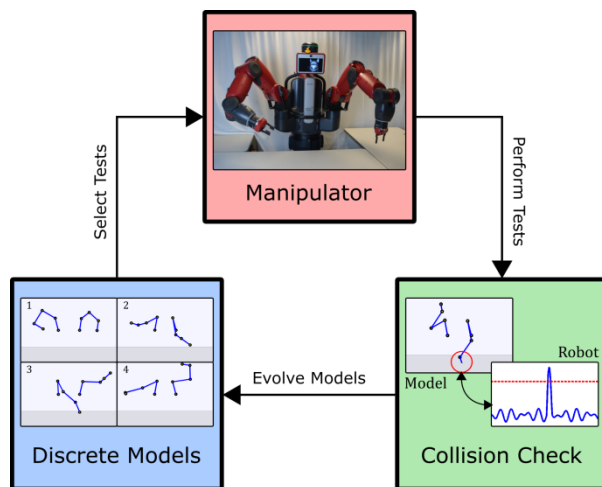 Manipulator
Select Tests
Perform Tests
1
2
3
4
Discrete Models
Evolve Models
Model
Robot
Collision Check